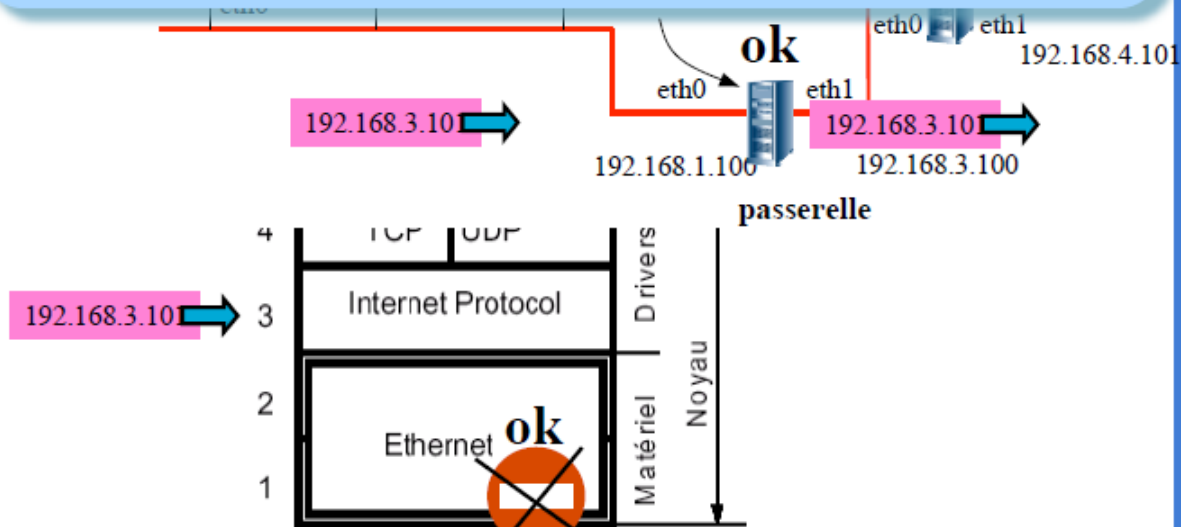 eth0
eth0 eth1
192.168.4.101
ok
eth0 eth1
192.168.3.101
192.168.3.101
192.168.1.100
192.168.3.100
passerelle
4
TCP UDP
Drivers
192.168.3.101
3
Internet Protocol
Noyau
2
Ethernet
ok
Matériel
1